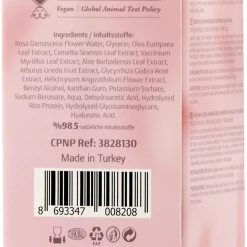 Vegan | Global Animal Test Policy
Ingredients / Inhaltsstoffe:
Rosa Damascena Flower Water, Glycerin, Olea Europaea
Leaf Extract, Camellia Sinensis Leaf Extract, Vaccinium
Myrtillus Leaf Extract, Aloe Barbadensis Leaf Extract,
Arbutus Unedo Fruit Extract, Glycyrrhiza Glabra Root
Extract, Helichrysum Angustifolium Flower Extract,
Benzyl Alcohol, Xanthan Gum, Potassium Sorbate,
Sodium Benzoate, Aqua, Dehydroacetic Acid, Hydrolyzed
Rice Protein, Hydrolyzed Glycosaminoglycans,
Hyaluronic Acid
%98.5 natürliche Inhaltsstoffe
CPNP Ref: 3828130
Made in Turkey
8 693347 000208